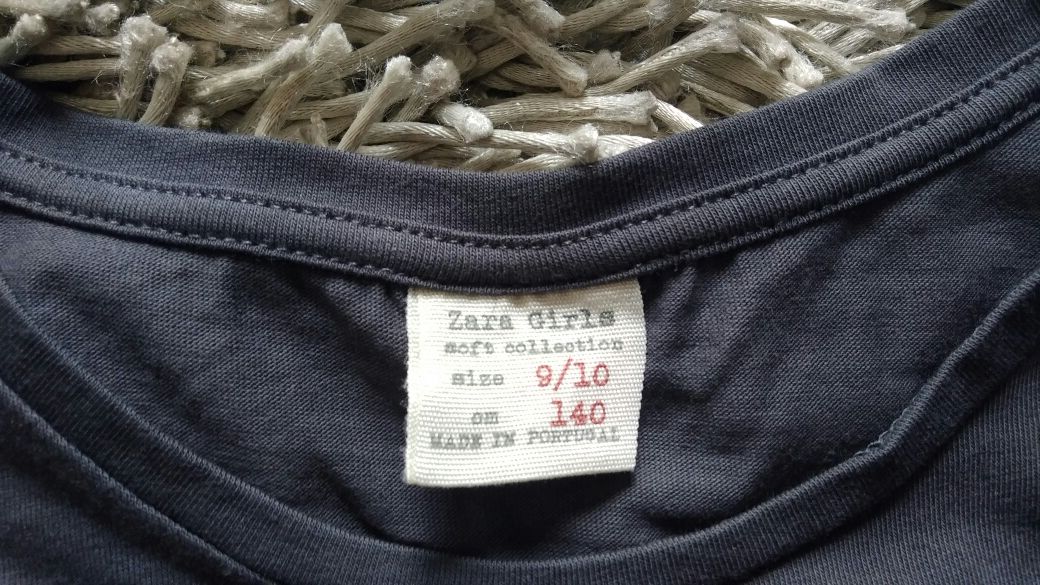 Zara Girls
soft collection
size 9/10
cm 140
MADE IN PORTUGAL